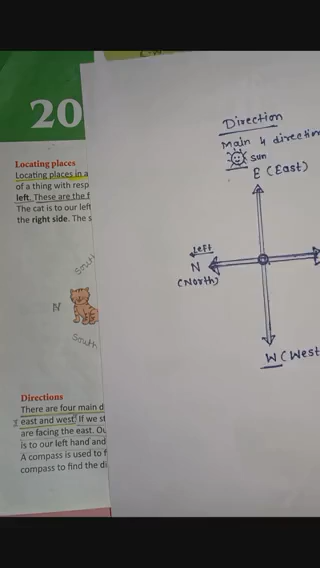 20
Locating places
Locating places in a
of a thing with resp
left. These are the f
The cat is to our left
the right side. The s
South
N
South
Directions
There are four main d
east and west. If we st
are facing the east. Ou
is to our left hand and
A compass is used to f
compass to find the di
Direction
Main 4 direction
sun
E (East)
Left
N
(North)
W (West